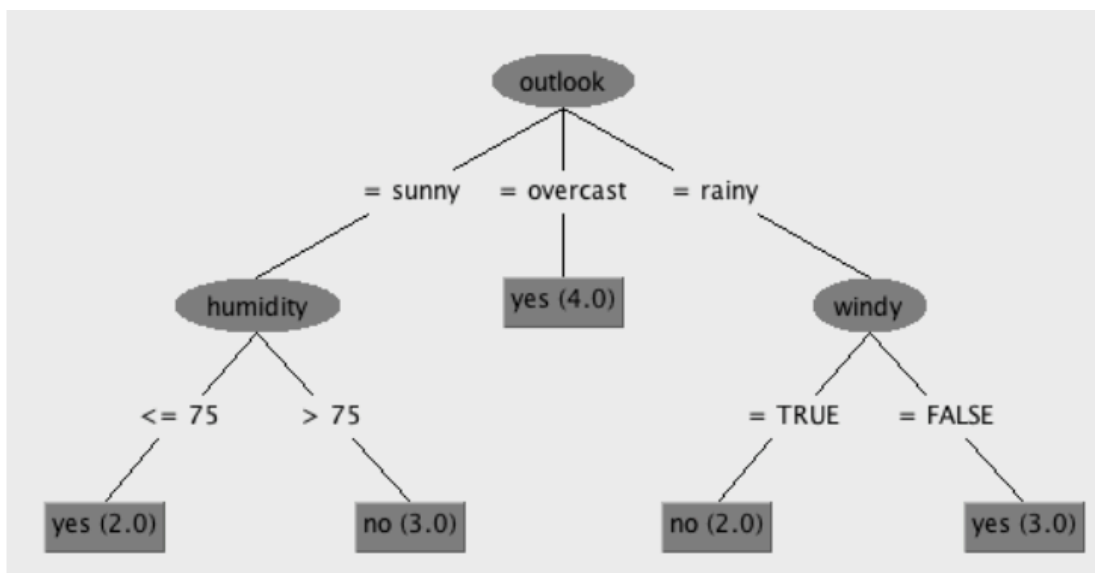 outlook
= sunny
= overcast
= rainy
humidity
yes (4.0)
windy
<= 75
> 75
= TRUE
= FALSE
yes (2.0)
no (3.0)
no (2.0)
yes (3.0)